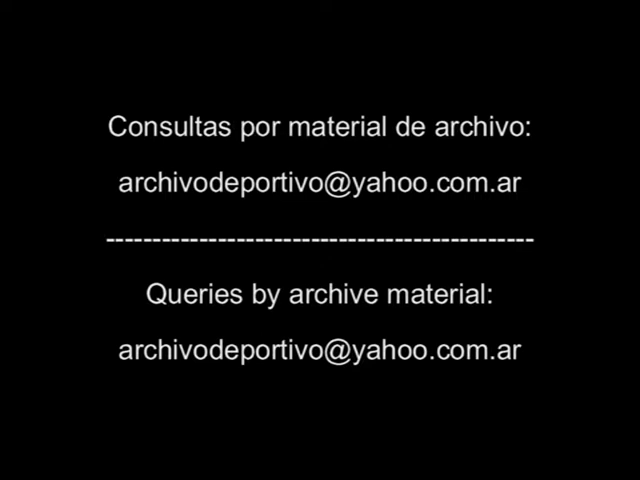 Consultas por material de archivo:
archivodeportivo@yahoo.com.ar
-----------------------------------------------
Queries by archive material:
archivodeportivo@yahoo.com.ar